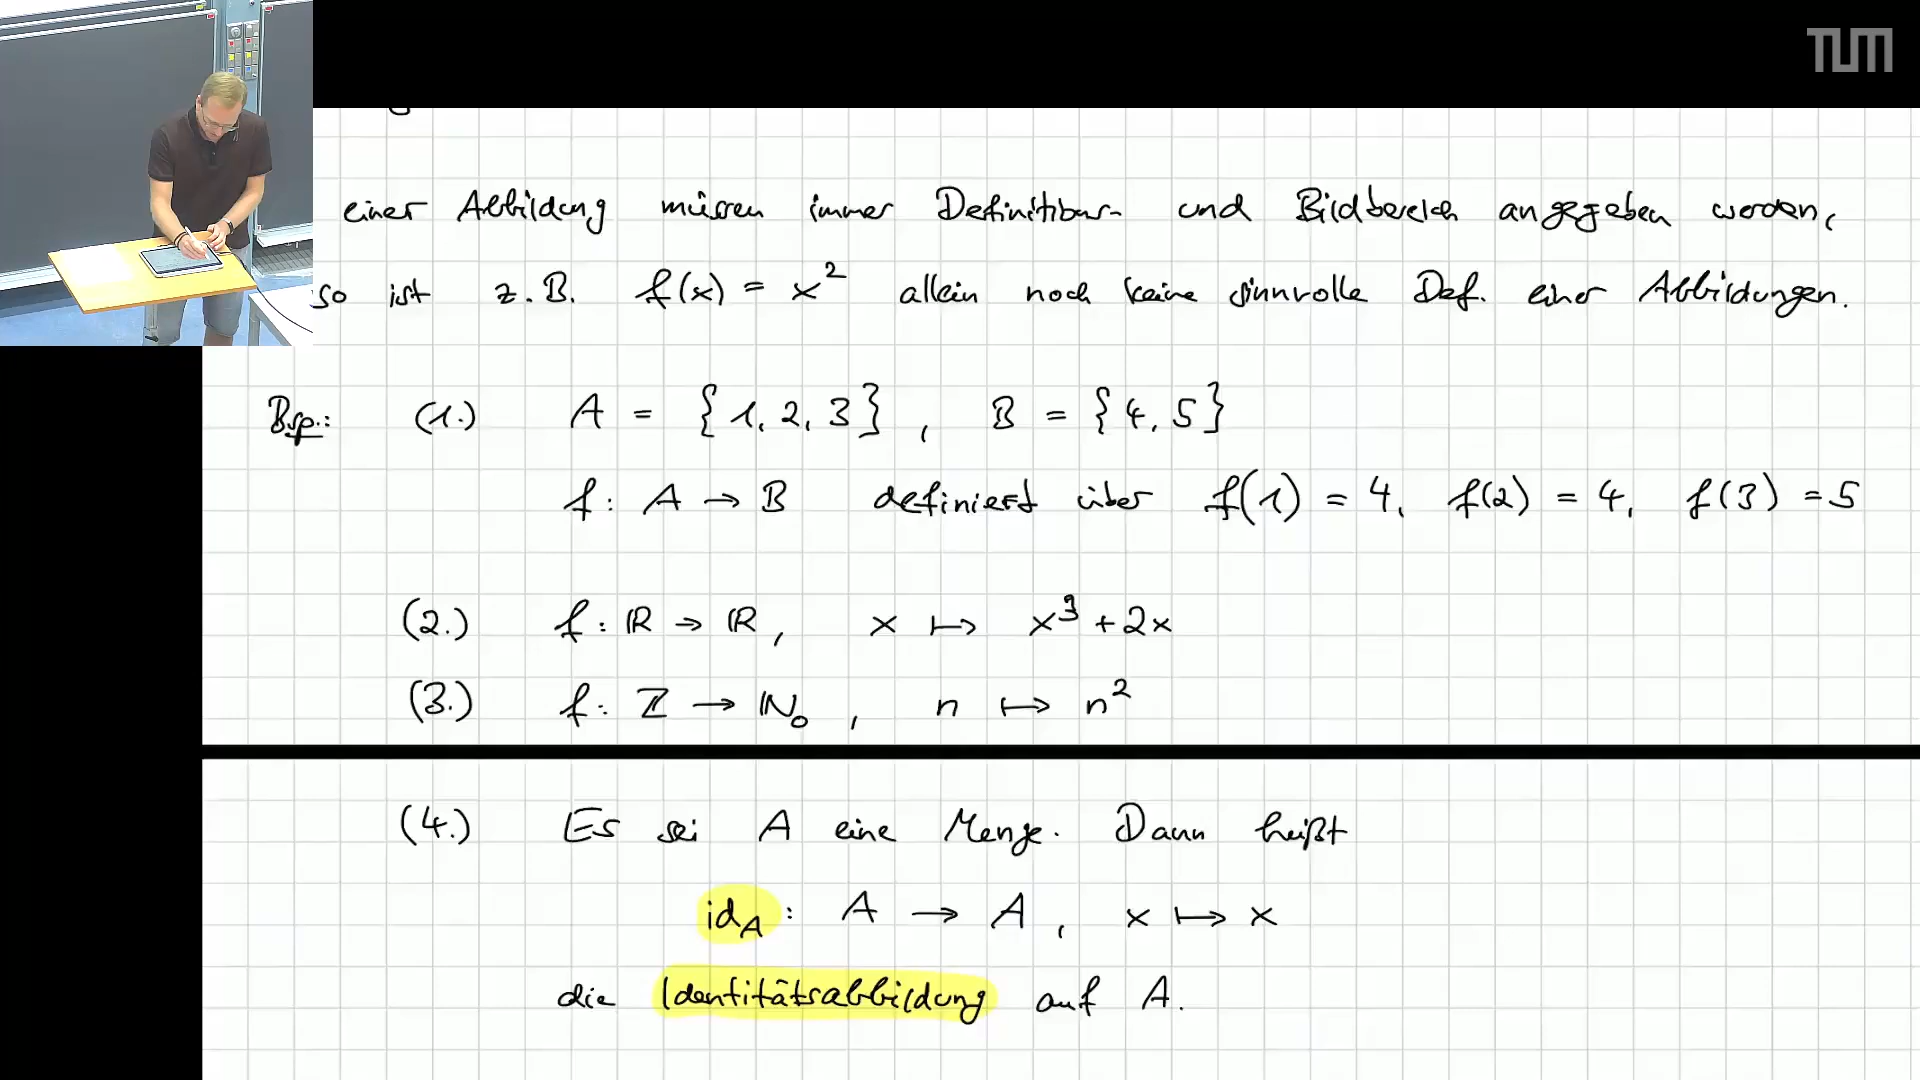 TUM
einer Abbildung müssen immer Definitions- und Bildbereich angegeben werden,
so ist z.B. f(x) = x² allein noch keine sinnvolle Def. einer Abbildungen.
Bsp.: (1.) A = {1, 2, 3}, B = {4, 5}
f: A → B definiert über f(1) = 4, f(2) = 4, f(3) = 5
(2.) f: ℝ → ℝ, x ↦ x³ + 2x
(3.) f: ℤ → ℕ₀, n ↦ n²
(4.) Es sei A eine Menge. Dann heißt
id_A: A → A, x ↦ x
die Identitätsabbildung auf A.